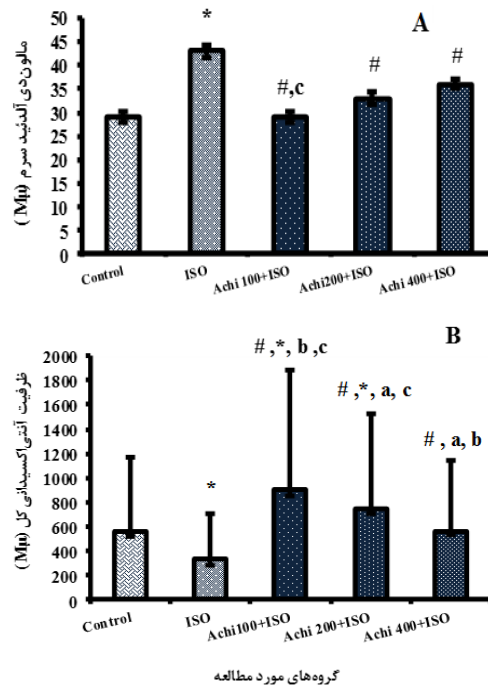 A
مالون‌دی‌آلدئید سرم (Mμ)
50
45
40
35
30
25
20
15
10
5
0
*
#,c
#
#
Control
ISO
Achi 100+ISO
Achi200+ISO
Achi 400+ISO
B
ظرفیت آنتی‌اکسیدانی کل (Mμ)
2000
1800
1600
1400
1200
1000
800
600
400
200
0
*
# ,*, b ,c
# ,*, a, c
# , a, b
Control
ISO
Achi100+ISO
Achi 200+ISO
Achi 400+ISO
گروه‌های مورد مطالعه